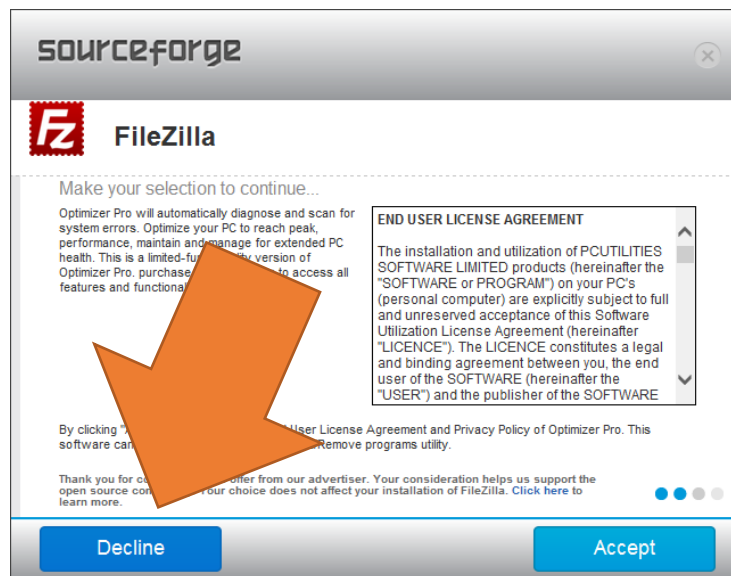 sourceforge
Fz
FileZilla
Make your selection to continue...
Optimizer Pro will automatically diagnose and scan for
system errors. Optimize your PC to reach peak,
performance, maintain and manage for extended PC
health. This is a limited-fu ty version of
Optimizer Pro. purchase to access all
features and functional
END USER LICENSE AGREEMENT
The installation and utilization of PCUTILITIES
SOFTWARE LIMITED products (hereinafter the
"SOFTWARE or PROGRAM") on your PC's
(personal computer) are explicitly subject to full
and unreserved acceptance of this Software
Utilization License Agreement (hereinafter
"LICENCE"). The LICENCE constitutes a legal
and binding agreement between you, the end
user of the SOFTWARE (hereinafter the
"USER") and the publisher of the SOFTWARE
By clicking User License Agreement and Privacy Policy of Optimizer Pro. This
software can Remove programs utility.
Thank you for offer from our advertiser. Your consideration helps us support the
open source Your choice does not affect your installation of FileZilla. Click here to
learn more.
Decline
Accept